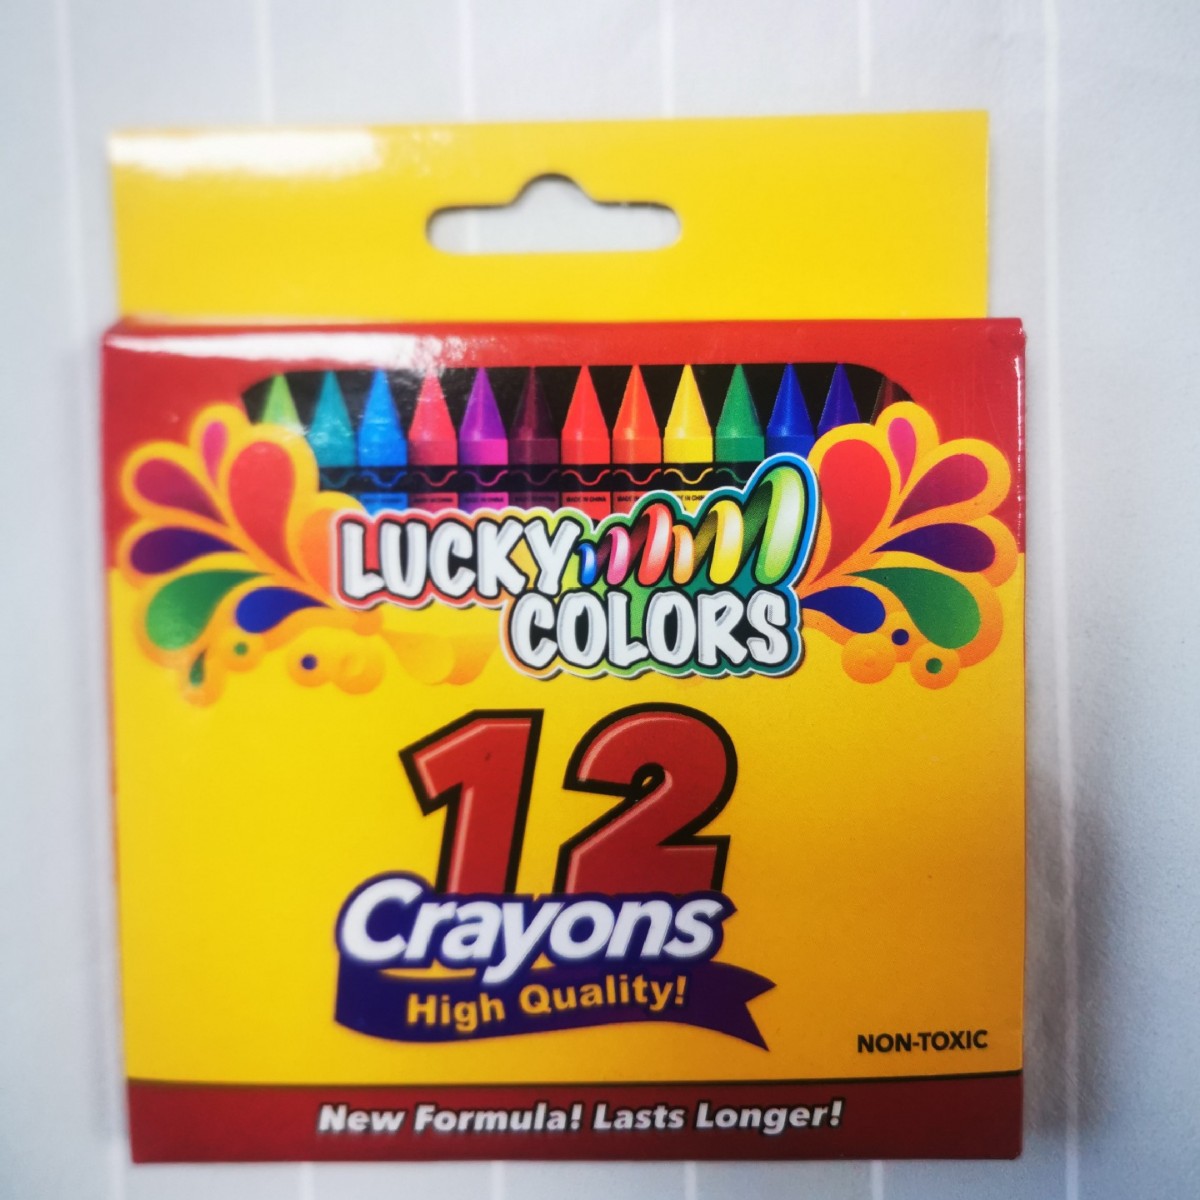 LUCKY
COLORS
12
Crayons
High Quality!
NON-TOXIC
New Formula! Lasts Longer!